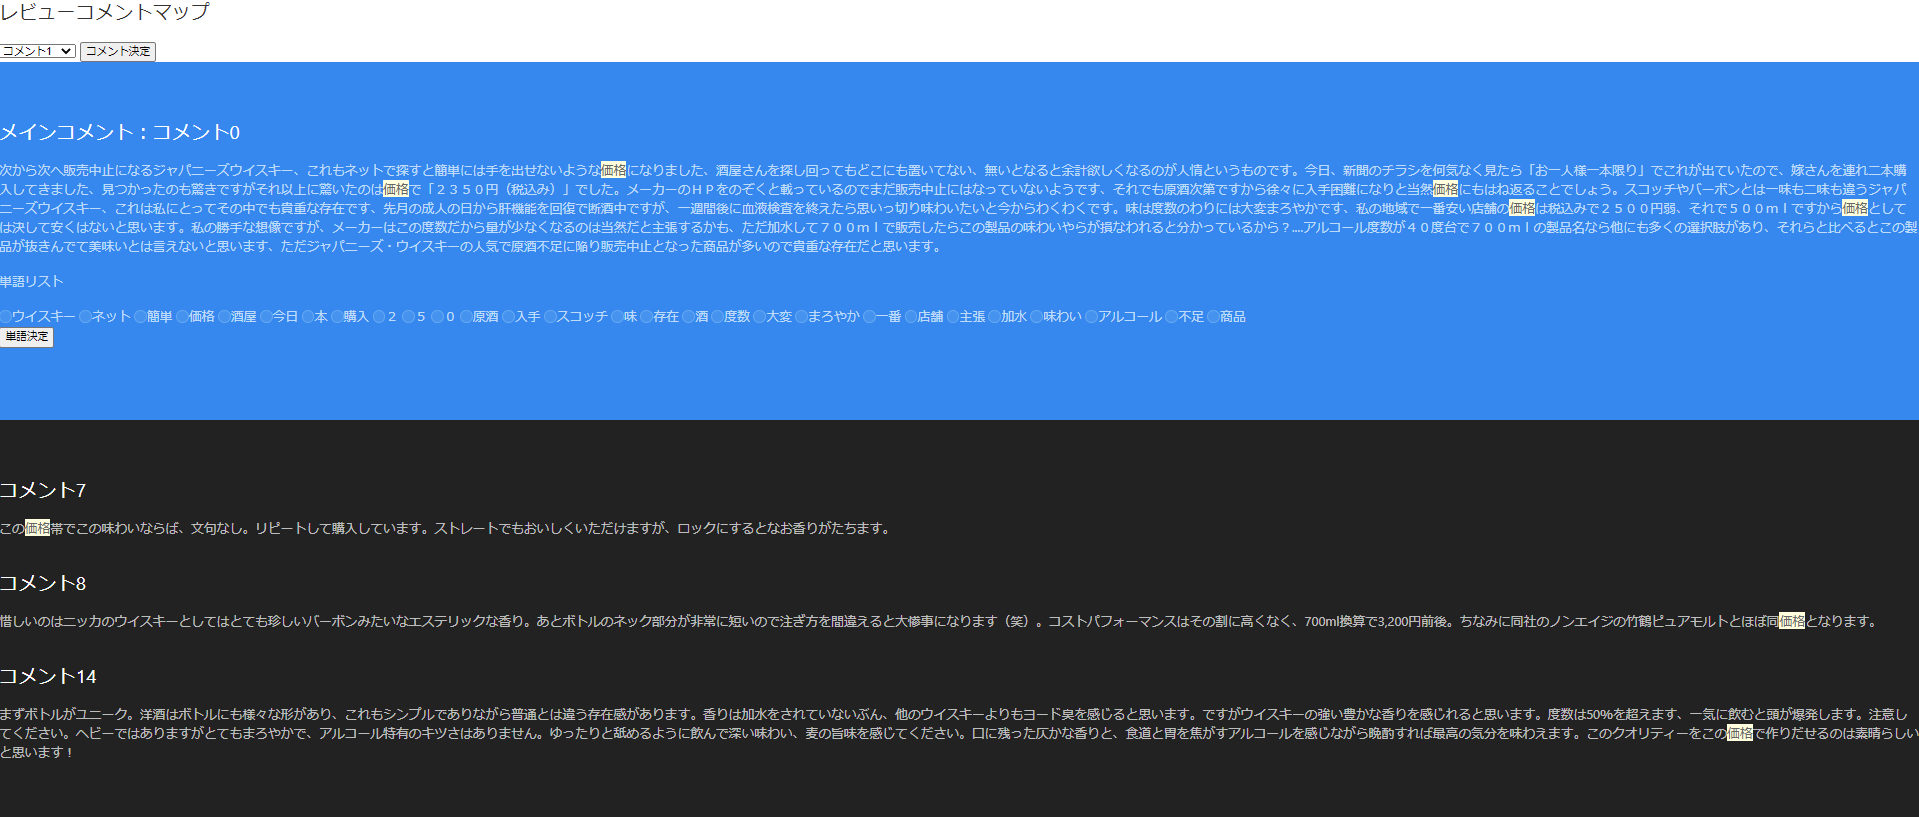 レビューコメントマップ
コメント1 コメント決定
メインコメント：コメント0
次から次へ販売中止になるジャパニーズウイスキー、これもネットで探すと簡単には手を出せないような価格になりました、酒屋さんを探し回ってもどこにも置いてない、無いとなると余計欲しくなるのが人情というものです。今日、新聞のチラシを何気なく見たら「お一人様一本限り」でこれが出ていたので、嫁さんを連れ二本購
入してきました、見つかったのも驚きですがそれ以上に驚いたのは価格で「２３５０円（税込み）」でした。メーカーのＨＰをのぞくと載っているのでまだ販売中止にはなっていないようです、それでも原酒次第ですから徐々に入手困難になりと当然価格にもはね返ることでしょう。スコッチやバーボンとは一味も二味も違うジャパ
ニーズウイスキー、これは私にとってその中でも貴重な存在です、先月の成人の日から肝機能を回復で断酒中ですが、一週間後に血液検査を終えたら思いっ切り味わいたいと今からわくわくです。味は度数のわりには大変まろやかです、私の地域で一番安い店舗の価格は税込みで２５００円弱、それで５００ｍｌですから価格として
は決して安くはないと思います。私の勝手な想像ですが、メーカーはこの度数だから量が少なくなるのは当然だと主張するかも、ただ加水して７００ｍｌで販売したらこの製品の味わいやらが損なわれると分かっているから？....アルコール度数が４０度台で７００ｍｌの製品名なら他にも多くの選択肢があり、それらと比べるとこの製
品が抜きんでて美味いとは言えないと思います、ただジャパニーズ・ウイスキーの人気で原酒不足に陥り販売中止となった商品が多いので貴重な存在だと思います。
単語リスト
ウイスキー ネット 簡単 価格 酒屋 今日 本 購入 ２ ５ ０ 原酒 入手 スコッチ 味 存在 酒 度数 大変 まろやか 一番 店舗 主張 加水 味わい アルコール 不足 商品
単語決定
コメント7
この価格帯でこの味わいならば、文句なし。リピートして購入しています。ストレートでもおいしくいただけますが、ロックにするとなお香りがたちます。
コメント8
惜しいのはニッカのウイスキーとしてはとても珍しいバーボンみたいなエステリックな香り。あとボトルのネック部分が非常に短いので注ぎ方を間違えると大惨事になります（笑）。コストパフォーマンスはその割に高くなく、700ml換算で3,200円前後。ちなみに同社のノンエイジの竹鶴ピュアモルトとほぼ同価格となります。
コメント14
まずボトルがユニーク。洋酒はボトルにも様々な形があり、これもシンプルでありながら普通とは違う存在感があります。香りは加水をされていないぶん、他のウイスキーよりもヨード臭を感じると思います。ですがウイスキーの強い豊かな香りを感じれると思います。度数は50%を超えます、一気に飲むと頭が爆発します。注意し
てください。ヘビーではありますがとてもまろやかで、アルコール特有のキツさはありません。ゆったりと舐めるように飲んで深い味わい、麦の旨味を感じてください。口に残った仄かな香りと、食道と胃を焦がすアルコールを感じながら晩酌すれば最高の気分を味わえます。このクオリティーをこの価格で作りだせるのは素晴らしい
と思います！